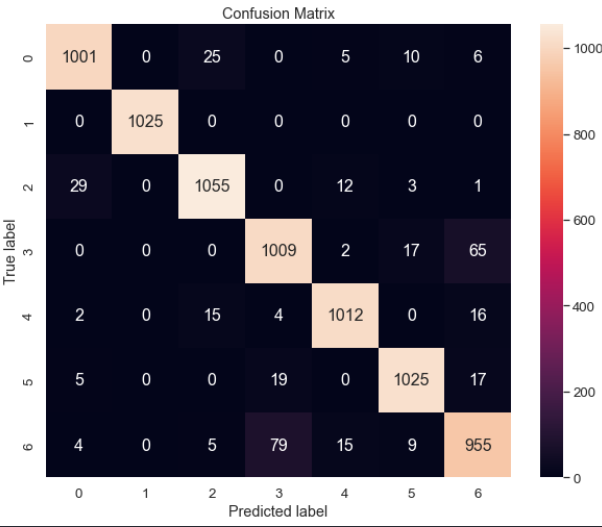 Confusion Matrix
0 1001 0 25 0 5 10 6
1 0 1025 0 0 0 0 0
2 29 0 1055 0 12 3 1
3 0 0 0 1009 2 17 65
4 2 0 15 4 1012 0 16
5 5 0 0 19 0 1025 17
6 4 0 5 79 15 9 955
0 1 2 3 4 5 6
True label
Predicted label
1000
800
600
400
200
0